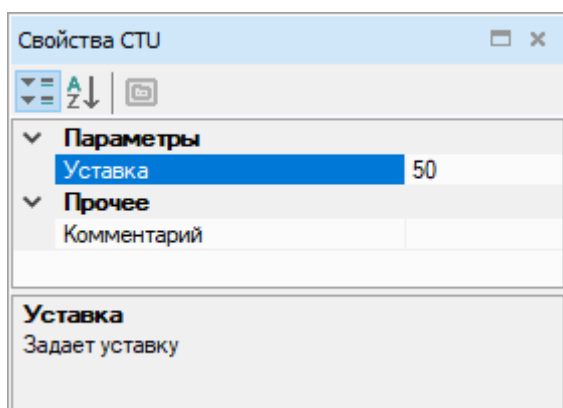 Свойства CTU
Параметры
Уставка 50
Прочее
Комментарий
Уставка
Задает уставку